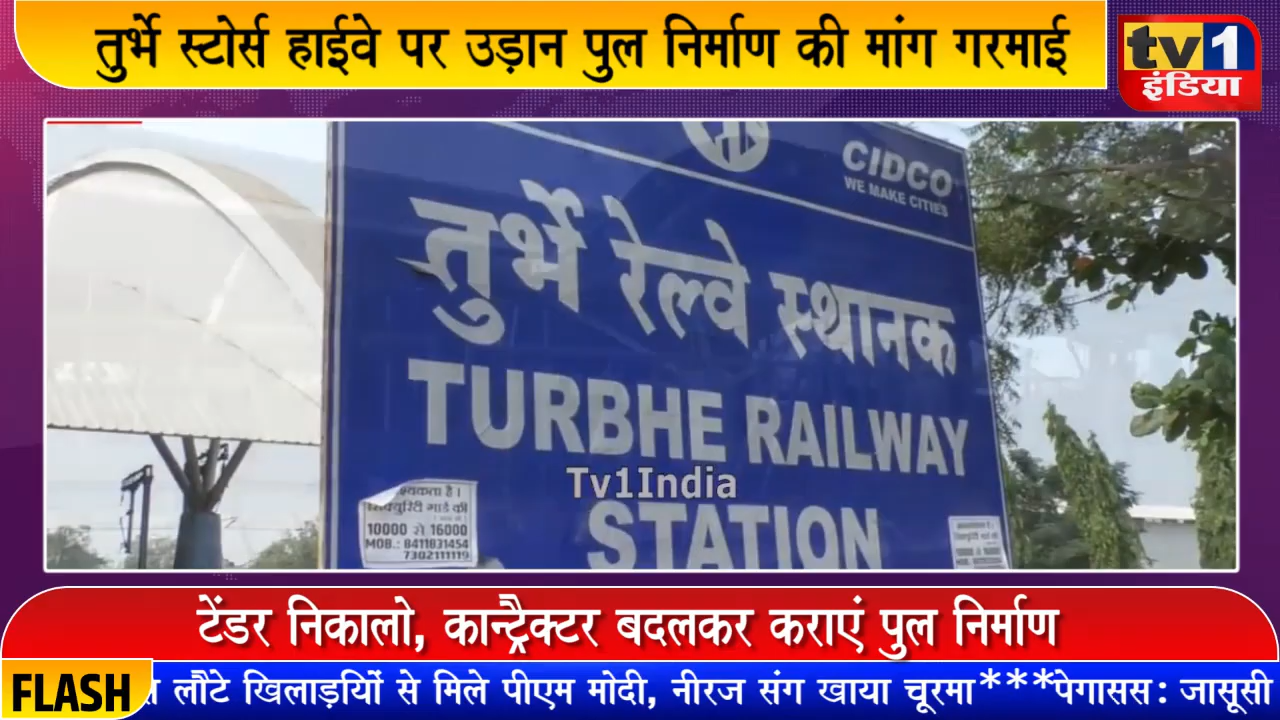 तुर्भे स्टोर्स हाईवे पर उड़ान पुल निर्माण की मांग गरमाई
tv1
इंडिया
CIDCO
WE MAKE CITIES
तुर्भे रेल्वे स्थानक
TURBHE RAILWAY
Tv1India
STATION
श्यकता है ।
सिक्युरिटी गार्ड की
10000 से 16000
MOB.: 8411831454
7302111119
टेंडर निकालो, कान्ट्रैक्टर बदलकर कराएं पुल निर्माण
FLASH
लौटे खिलाड़ियों से मिले पीएम मोदी, नीरज संग खाया चूरमा***पेगासस: जासूसी